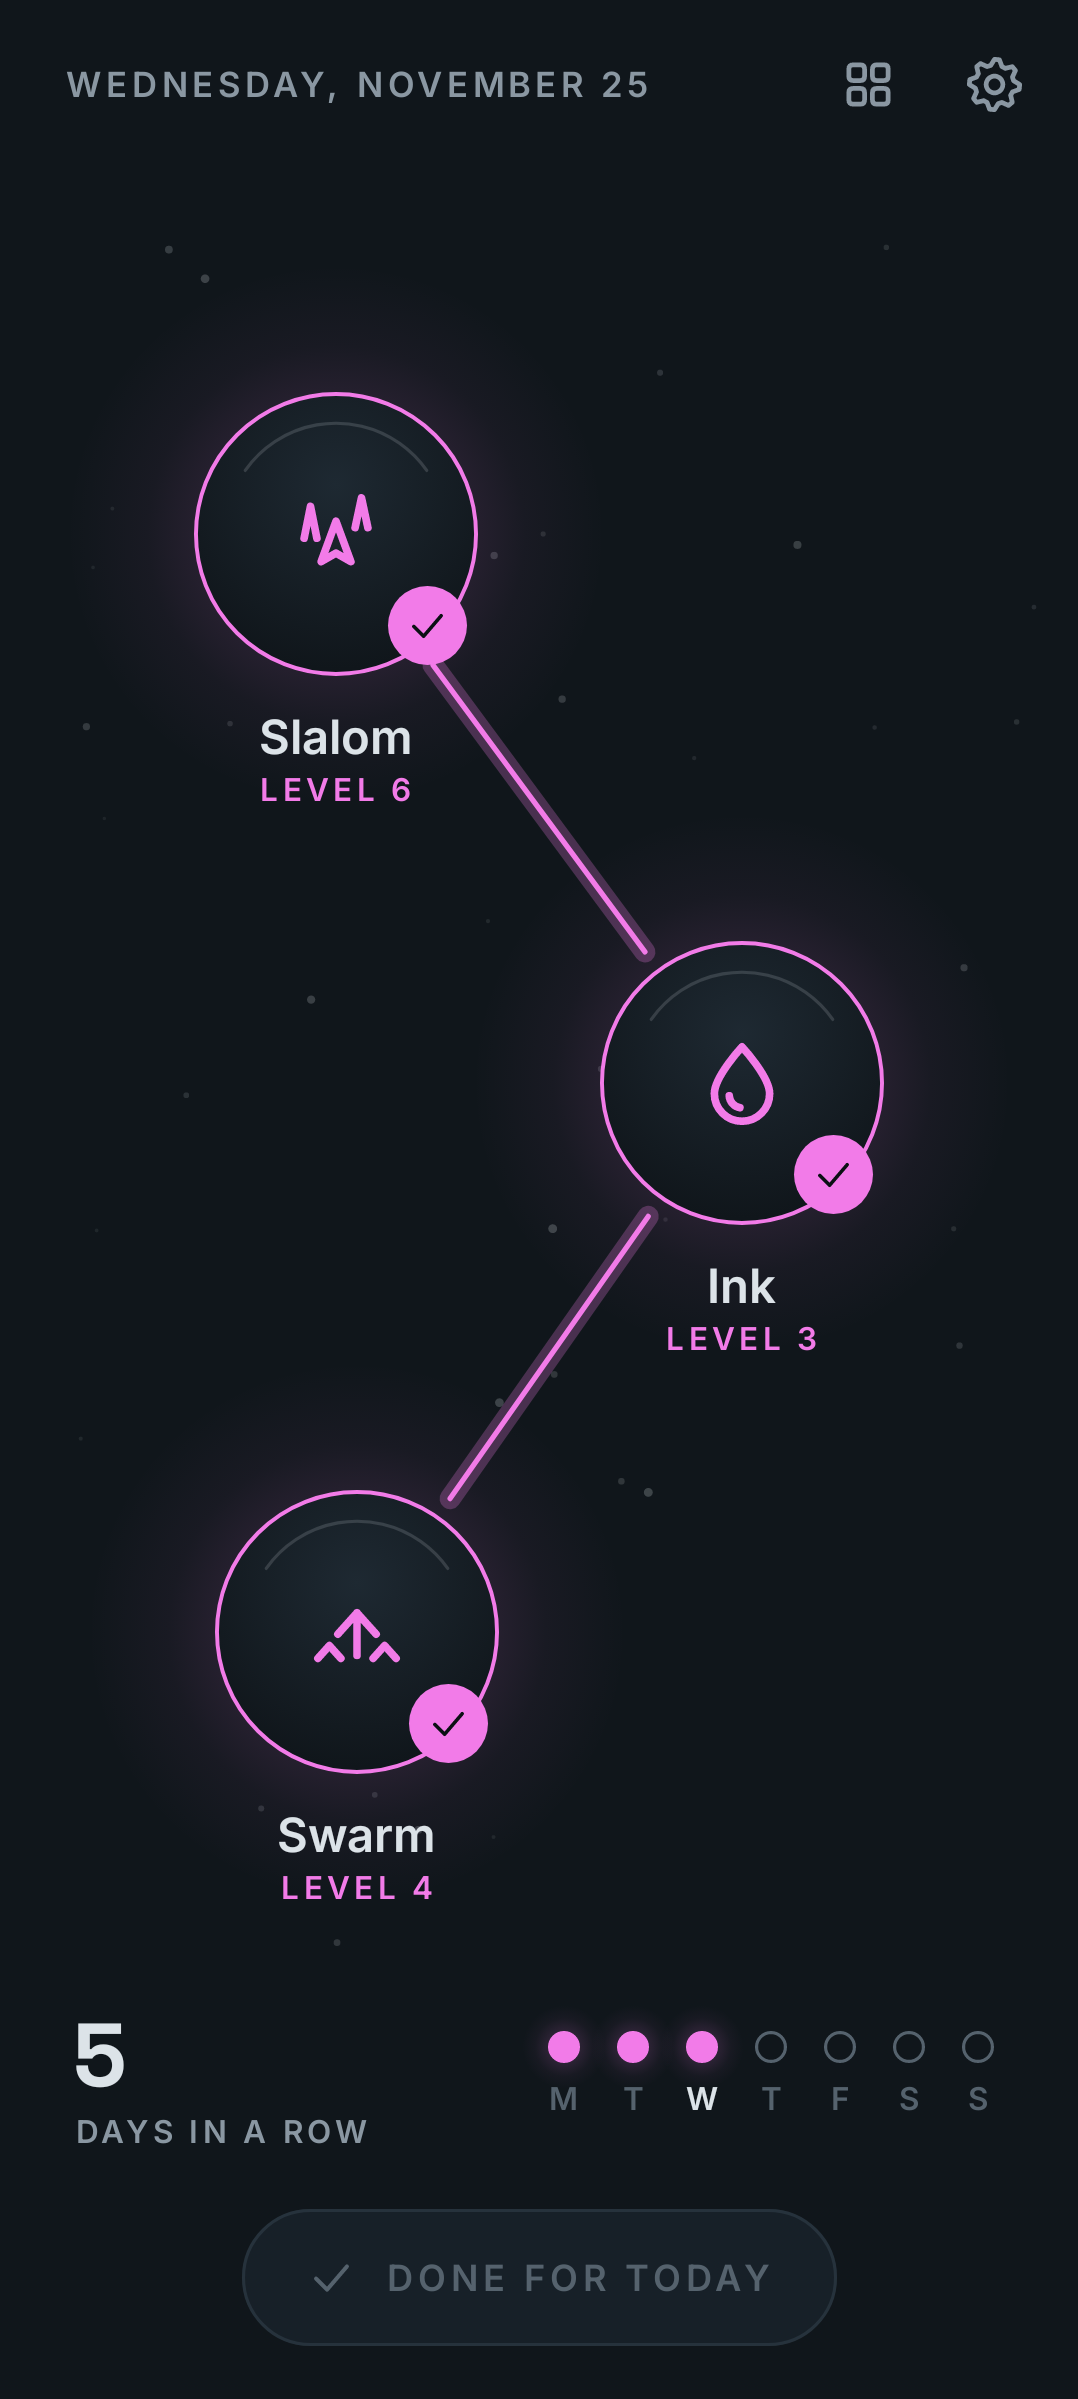 WEDNESDAY, NOVEMBER 25
Slalom
LEVEL 6
Ink
LEVEL 3
Swarm
LEVEL 4
5
DAYS IN A ROW
M T W T F S S
DONE FOR TODAY